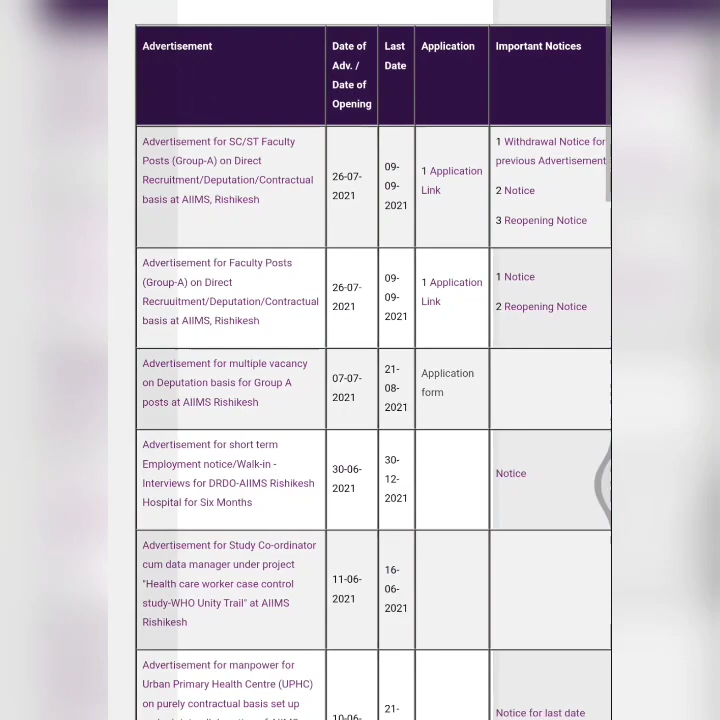 Advertisement
Date of
Adv. /
Date of
Opening
Last
Date
Application
Important Notices
Advertisement for SC/ST Faculty
Posts (Group-A) on Direct
Recruitment/Deputation/Contractual
basis at AIIMS, Rishikesh
26-07-
2021
09-
09-
2021
1 Application
Link
1 Withdrawal Notice for
previous Advertisement
2 Notice
3 Reopening Notice
Advertisement for Faculty Posts
(Group-A) on Direct
Recruuitment/Deputation/Contractual
basis at AIIMS, Rishikesh
26-07-
2021
09-
09-
2021
1 Application
Link
1 Notice
2 Reopening Notice
Advertisement for multiple vacancy
on Deputation basis for Group A
posts at AIIMS Rishikesh
07-07-
2021
21-
08-
2021
Application
form
Advertisement for short term
Employment notice/Walk-in -
Interviews for DRDO-AIIMS Rishikesh
Hospital for Six Months
30-06-
2021
30-
12-
2021
Notice
Advertisement for Study Co-ordinator
cum data manager under project
"Health care worker case control
study-WHO Unity Trail" at AIIMS
Rishikesh
11-06-
2021
16-
06-
2021
Advertisement for manpower for
Urban Primary Health Centre (UPHC)
on purely contractual basis set up
10-06-
21-
Notice for last date